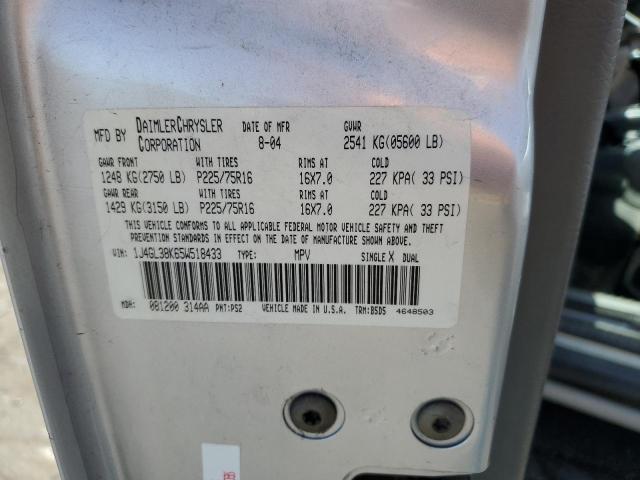 MFD BY DAIMLERCHRYSLER CORPORATION DATE OF MFR 8-04 GVWR 2541 KG(05600 LB)
GAWR FRONT WITH TIRES RIMS AT COLD
1248 KG(2750 LB) P225/75R16 16X7.0 227 KPA( 33 PSI)
GAWR REAR WITH TIRES RIMS AT COLD
1429 KG(3150 LB) P225/75R16 16X7.0 227 KPA( 33 PSI)
THIS VEHICLE CONFORMS TO ALL APPLICABLE FEDERAL MOTOR VEHICLE SAFETY AND THEFT
PREVENTION STANDARDS IN EFFECT ON THE DATE OF MANUFACTURE SHOWN ABOVE.
VIN: 1J4GL38K65W518433 TYPE: MPV SINGLE X DUAL
MDH: 081200 314AA PNT:PS2 VEHICLE MADE IN U.S.A. TRM:BSDS 4648503